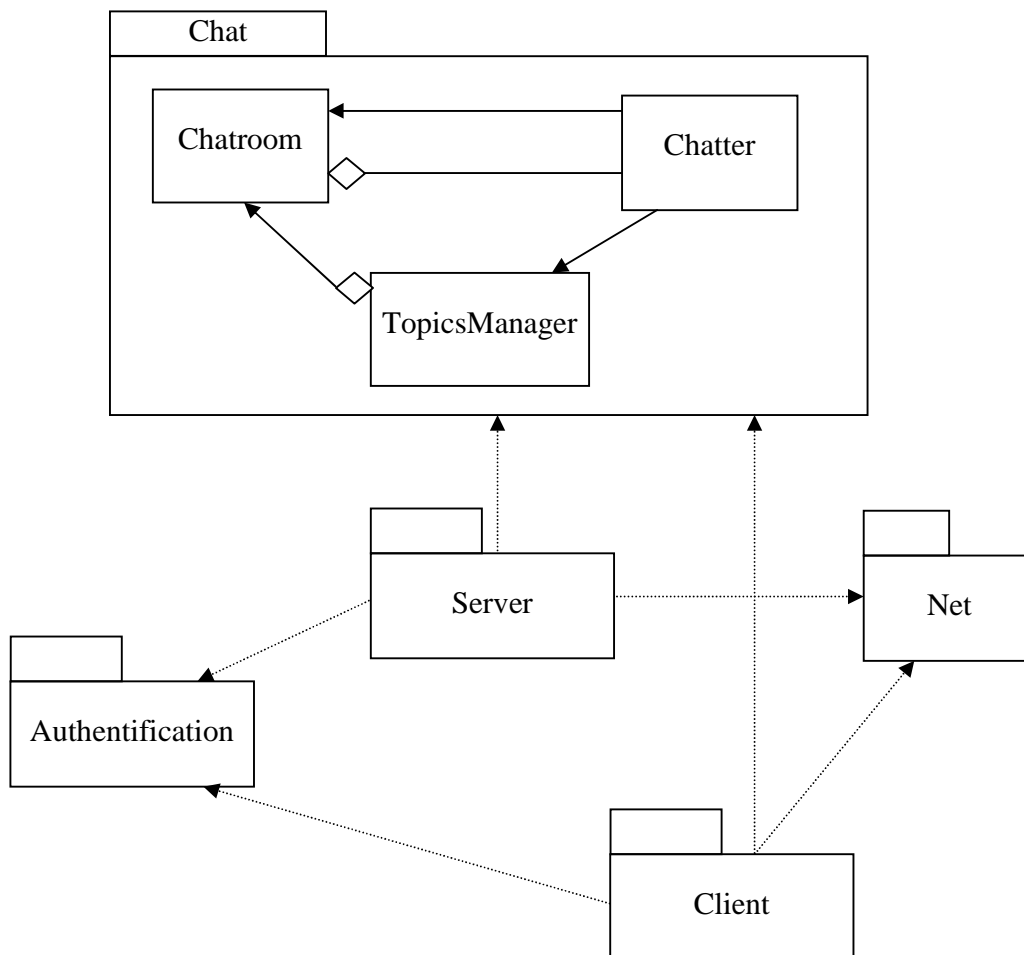 Chat
Chatroom
Chatter
TopicsManager
Server
Net
Authentification
Client